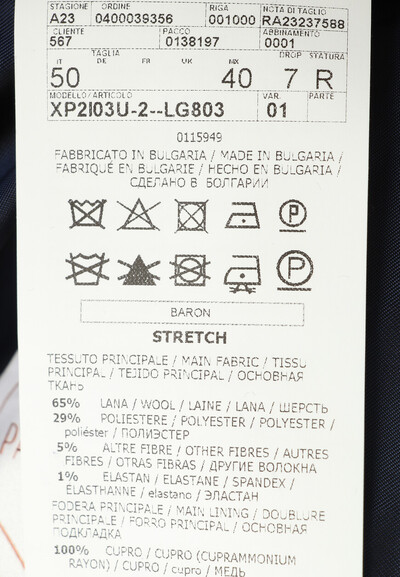 STAGIONE ORDINE RIGA NOTA DI TAGLIO
A23 0400039356 001000 RA23237588
CLIENTE PACCO ABBINAMENTO
567 0138197 0001
TAGLIA DROP STATURA
IT DE FR UK MX
50 40 7 R
MODELLO/ARTICOLO VAR. PARTE
XP2I03U-2--LG803 01
0115949
FABBRICATO IN BULGARIA / MADE IN BULGARIA /
FABRIQUÉ EN BULGARIE / HECHO EN BULGARIA /
СДЕЛАНО В БОЛГАРИИ
P
P
BARON
STRETCH
TESSUTO PRINCIPALE / MAIN FABRIC / TISSU
PRINCIPAL / TEJIDO PRINCIPAL / ОСНОВНАЯ
ТКАНЬ
65% LANA / WOOL / LAINE / LANA / ШЕРСТЬ
29% POLIESTERE / POLYESTER / POLYESTER /
poliéster / ПОЛИЭСТЕР
5% ALTRE FIBRE / OTHER FIBRES / AUTRES
FIBRES / OTRAS FIBRAS / ДРУГИЕ ВОЛОКНА
1% ELASTAN / ELASTANE / SPANDEX /
ELASTHANNE / elastano / ЭЛАСТАН
FODERA PRINCIPALE / MAIN LINING / DOUBLURE
PRINCIPALE / FORRO PRINCIPAL / ОСНОВНАЯ
ПОДКЛАДКА
100% CUPRO / CUPRO (CUPRAMMONIUM
RAYON) / CUPRO / cupro / МЕДЬ